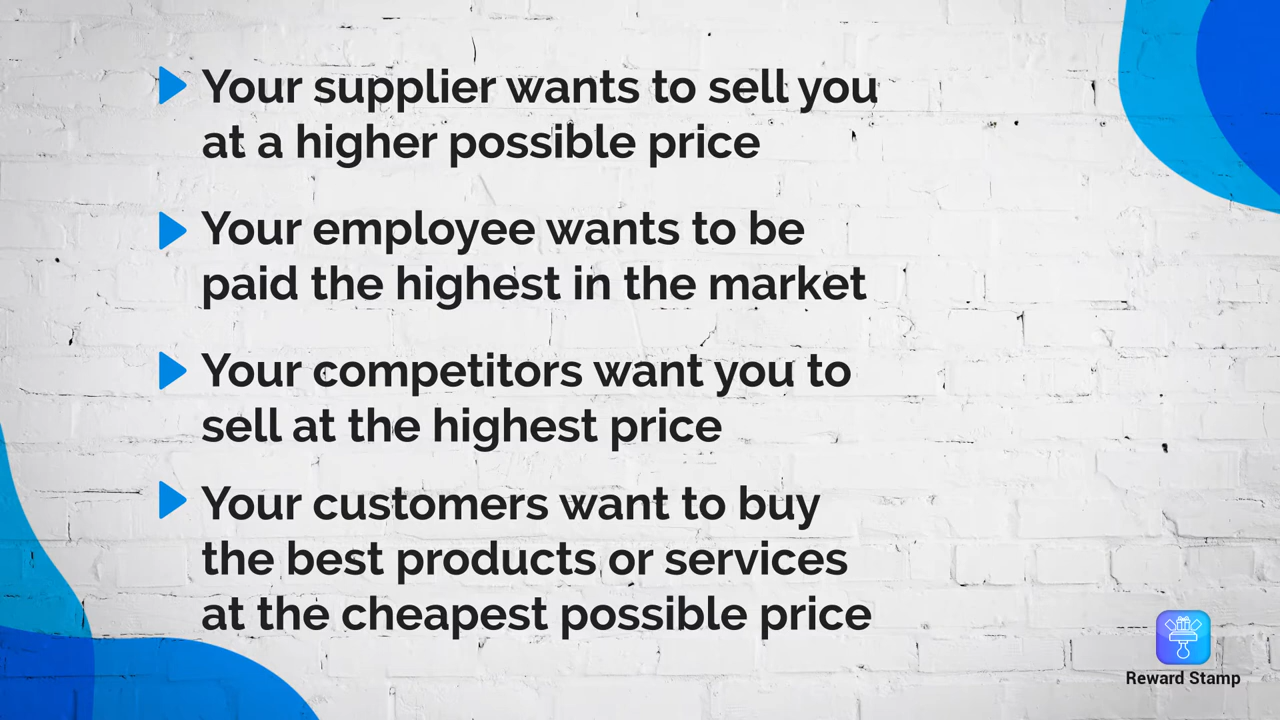 Your supplier wants to sell you
at a higher possible price
Your employee wants to be
paid the highest in the market
Your competitors want you to
sell at the highest price
Your customers want to buy
the best products or services
at the cheapest possible price
Reward Stamp